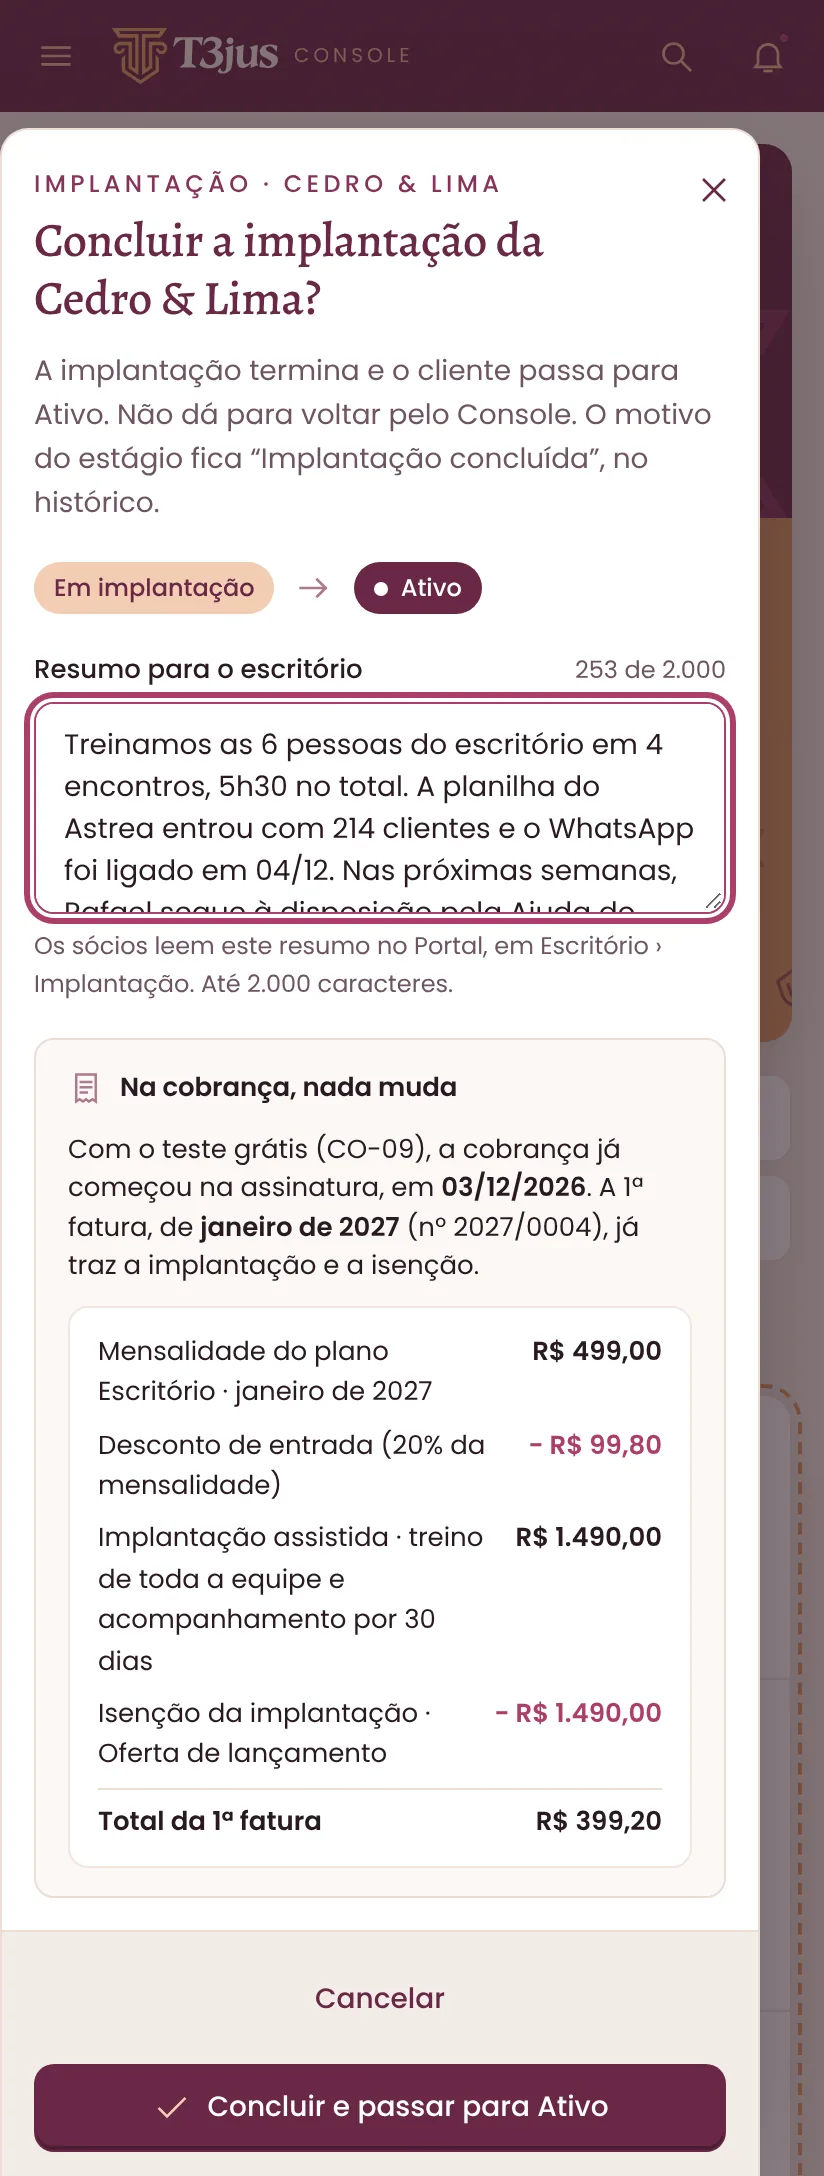 T3jus CONSOLE
IMPLANTAÇÃO · CEDRO & LIMA
Concluir a implantação da
Cedro & Lima?
A implantação termina e o cliente passa para
Ativo. Não dá para voltar pelo Console. O motivo
do estágio fica “Implantação concluída”, no
histórico.
Em implantação → Ativo
Resumo para o escritório 253 de 2.000
Treinamos as 6 pessoas do escritório em 4
encontros, 5h30 no total. A planilha do
Astrea entrou com 214 clientes e o WhatsApp
foi ligado em 04/12. Nas próximas semanas,
Rafael segue à disposição pela Ajuda do
Os sócios leem este resumo no Portal, em Escritório ›
Implantação. Até 2.000 caracteres.
Na cobrança, nada muda
Com o teste grátis (CO-09), a cobrança já
começou na assinatura, em 03/12/2026. A 1ª
fatura, de janeiro de 2027 (nº 2027/0004), já
traz a implantação e a isenção.
Mensalidade do plano R$ 499,00
Escritório · janeiro de 2027
Desconto de entrada (20% da − R$ 99,80
mensalidade)
Implantação assistida · treino R$ 1.490,00
de toda a equipe e
acompanhamento por 30
dias
Isenção da implantação · − R$ 1.490,00
Oferta de lançamento
Total da 1ª fatura R$ 399,20
Cancelar
Concluir e passar para Ativo